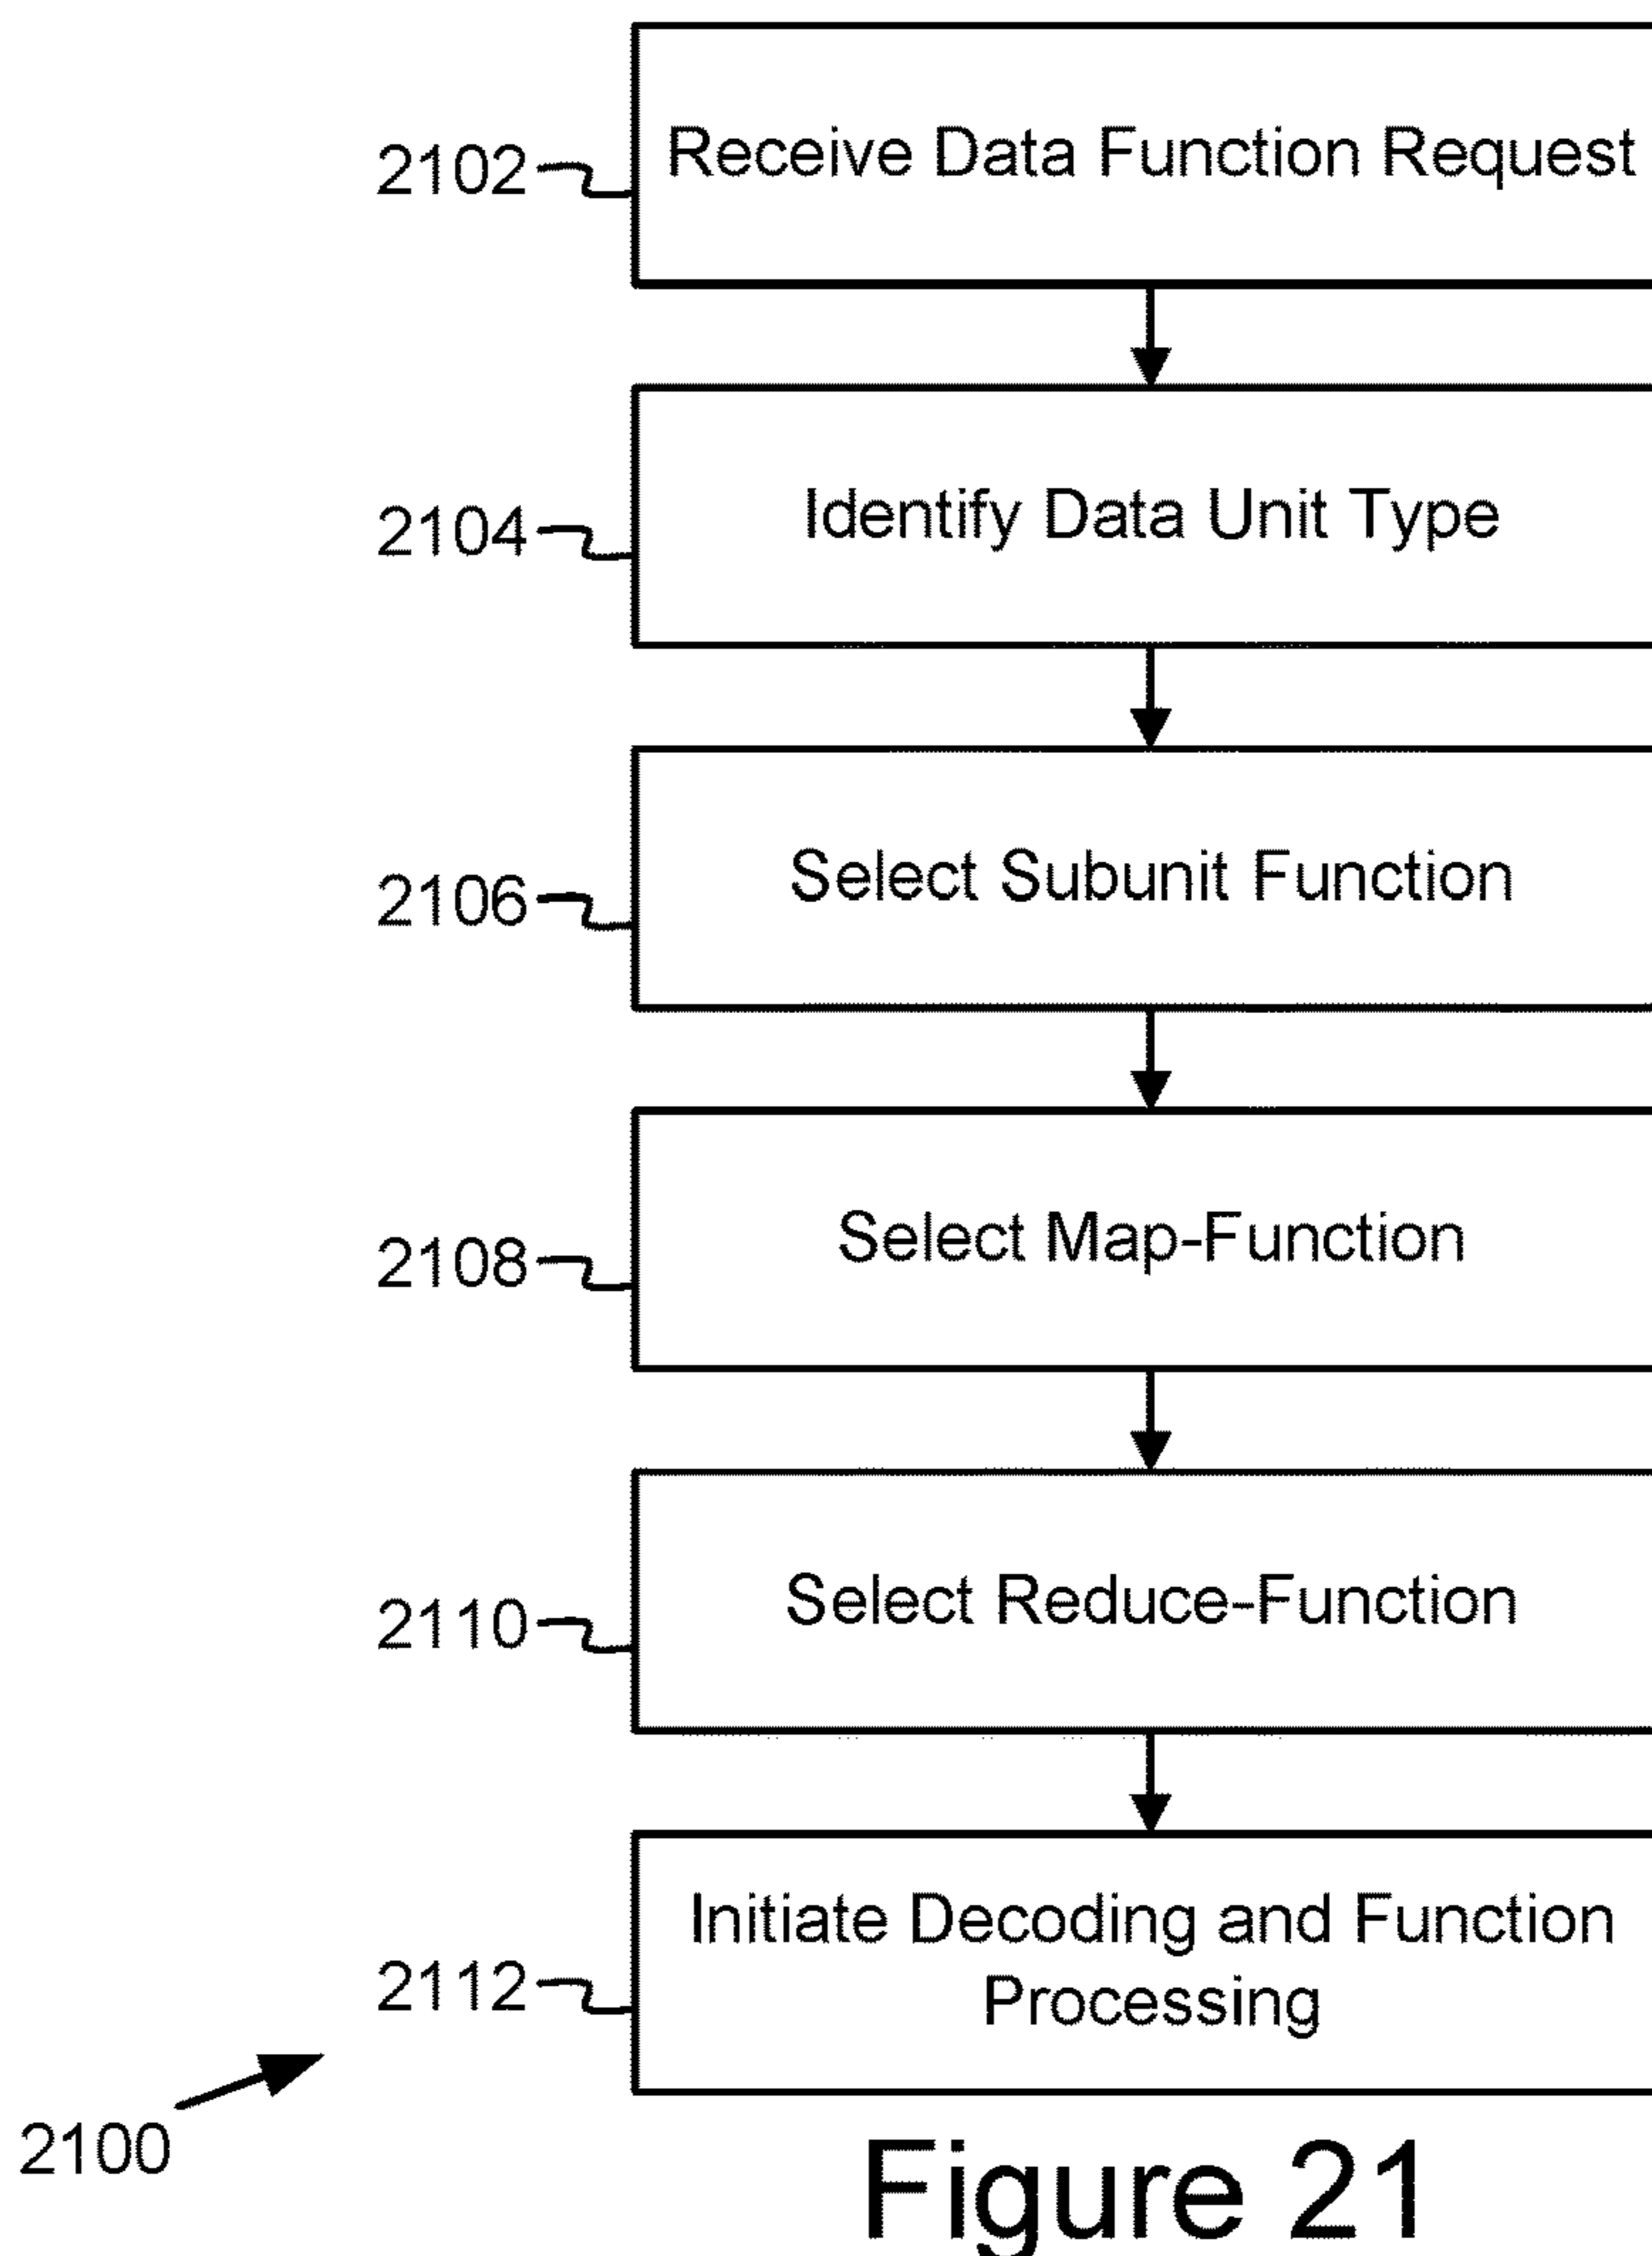 2102
Receive Data Function Request
2104
Identify Data Unit Type
2106
Select Subunit Function
2108
Select Map-Function
2110
Select Reduce-Function
2112
Initiate Decoding and Function
Processing
2100
Figure 21